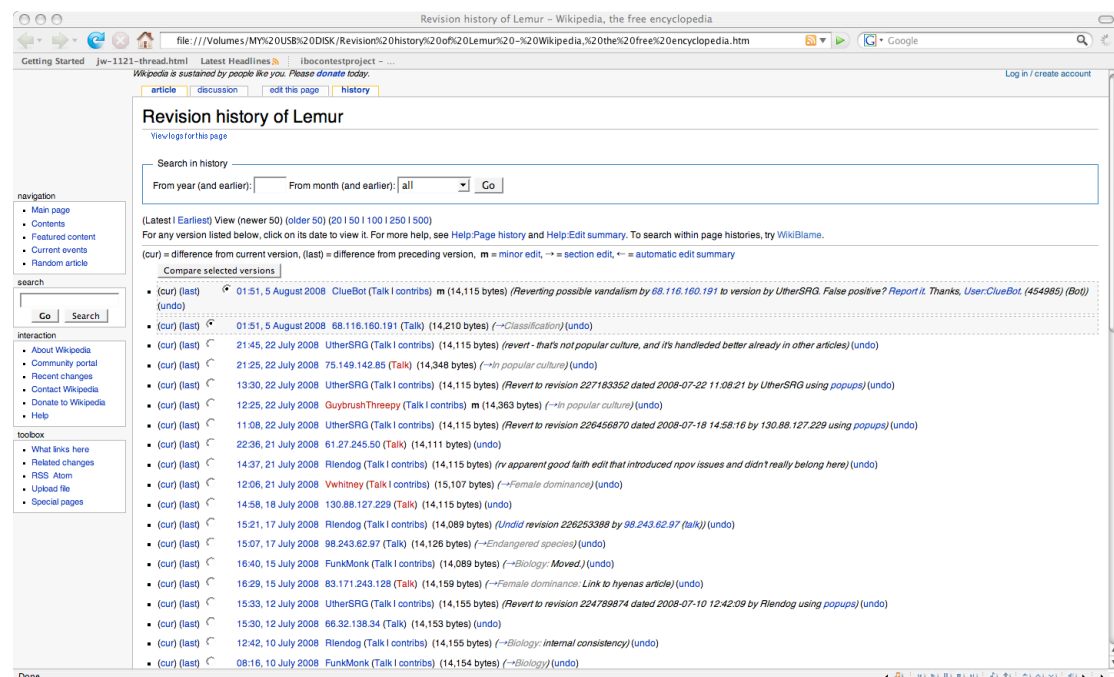 Revision history of Lemur – Wikipedia, the free encyclopedia
file:///Volumes/MY%20USB%20DISK/Revision%20history%20of%20Lemur%20-%20Wikipedia,%20the%20free%20encyclopedia.htm
Google
Getting Started jw-1121-thread.html Latest Headlines ibocontestproject – ...
Wikipedia is sustained by people like you. Please donate today.
Log in / create account
article discussion edit this page history
Revision history of Lemur
View logs for this page
Search in history
From year (and earlier): From month (and earlier): all Go
(Latest | Earliest) View (newer 50) (older 50) (20 | 50 | 100 | 250 | 500)
For any version listed below, click on its date to view it. For more help, see Help:Page history and Help:Edit summary. To search within page histories, try WikiBlame.
(cur) = difference from current version, (last) = difference from preceding version, m = minor edit, → = section edit, ← = automatic edit summary
Compare selected versions
(cur) (last) 01:51, 5 August 2008 ClueBot (Talk | contribs) m (14,115 bytes) (Reverting possible vandalism by 68.116.160.191 to version by UtherSRG. False positive? Report it. Thanks, User:ClueBot. (454985) (Bot))
(undo)
(cur) (last) 01:51, 5 August 2008 68.116.160.191 (Talk) (14,210 bytes) (→Classification) (undo)
(cur) (last) 21:45, 22 July 2008 UtherSRG (Talk | contribs) (14,115 bytes) (revert - that's not popular culture, and it's handleded better already in other articles) (undo)
(cur) (last) 21:25, 22 July 2008 75.149.142.85 (Talk) (14,348 bytes) (→In popular culture) (undo)
(cur) (last) 13:30, 22 July 2008 UtherSRG (Talk | contribs) (14,115 bytes) (Revert to revision 227183352 dated 2008-07-22 11:08:21 by UtherSRG using popups) (undo)
(cur) (last) 12:25, 22 July 2008 GuybrushThreepy (Talk | contribs) m (14,363 bytes) (→In popular culture) (undo)
(cur) (last) 11:08, 22 July 2008 UtherSRG (Talk | contribs) (14,115 bytes) (Revert to revision 226456870 dated 2008-07-18 14:58:16 by 130.88.127.229 using popups) (undo)
(cur) (last) 22:36, 21 July 2008 61.27.245.50 (Talk) (14,111 bytes) (undo)
(cur) (last) 14:37, 21 July 2008 Rlendog (Talk | contribs) (14,115 bytes) (rv apparent good faith edit that introduced npov issues and didn't really belong here) (undo)
(cur) (last) 12:06, 21 July 2008 Vwhitney (Talk | contribs) (15,107 bytes) (→Female dominance) (undo)
(cur) (last) 14:58, 18 July 2008 130.88.127.229 (Talk) (14,115 bytes) (undo)
(cur) (last) 15:21, 17 July 2008 Rlendog (Talk | contribs) (14,089 bytes) (Undid revision 226253388 by 98.243.62.97 (talk)) (undo)
(cur) (last) 15:07, 17 July 2008 98.243.62.97 (Talk) (14,126 bytes) (→Endangered species) (undo)
(cur) (last) 16:40, 15 July 2008 FunkMonk (Talk | contribs) (14,089 bytes) (→Biology: Moved.) (undo)
(cur) (last) 16:29, 15 July 2008 83.171.243.128 (Talk) (14,159 bytes) (→Female dominance: Link to hyenas article) (undo)
(cur) (last) 15:33, 12 July 2008 UtherSRG (Talk | contribs) (14,155 bytes) (Revert to revision 224789874 dated 2008-07-10 12:42:09 by Rlendog using popups) (undo)
(cur) (last) 15:30, 12 July 2008 66.32.138.34 (Talk) (14,153 bytes) (undo)
(cur) (last) 12:42, 10 July 2008 Rlendog (Talk | contribs) (14,155 bytes) (→Biology: internal consistency) (undo)
(cur) (last) 08:16, 10 July 2008 FunkMonk (Talk | contribs) (14,154 bytes) (→Biology) (undo)
navigation
Main page
Contents
Featured content
Current events
Random article
search
Go Search
interaction
About Wikipedia
Community portal
Recent changes
Contact Wikipedia
Donate to Wikipedia
Help
toolbox
What links here
Related changes
RSS Atom
Upload file
Special pages
Done